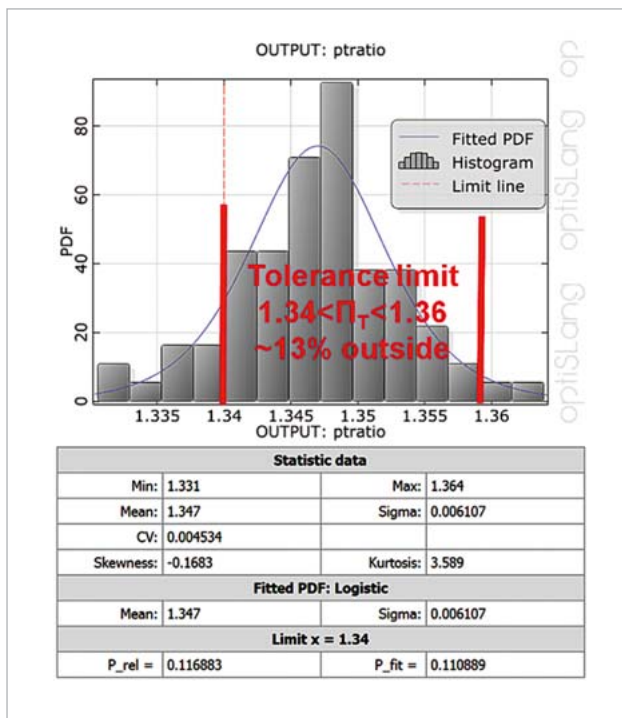 OUTPUT: ptratio
80
60
40
20
0
PDF
Fitted PDF
Histogram
Limit line
Tolerance limit
1.34<Π_T<1.36
~13% outside
1.335 1.34 1.345 1.35 1.355 1.36
OUTPUT: ptratio
optiSLang optiSLang op
Statistic data
Min: 1.331 Max: 1.364
Mean: 1.347 Sigma: 0.006107
CV: 0.004534
Skewness: -0.1683 Kurtosis: 3.589
Fitted PDF: Logistic
Mean: 1.347 Sigma: 0.006107
Limit x = 1.34
P_rel = 0.116883 P_fit = 0.110889